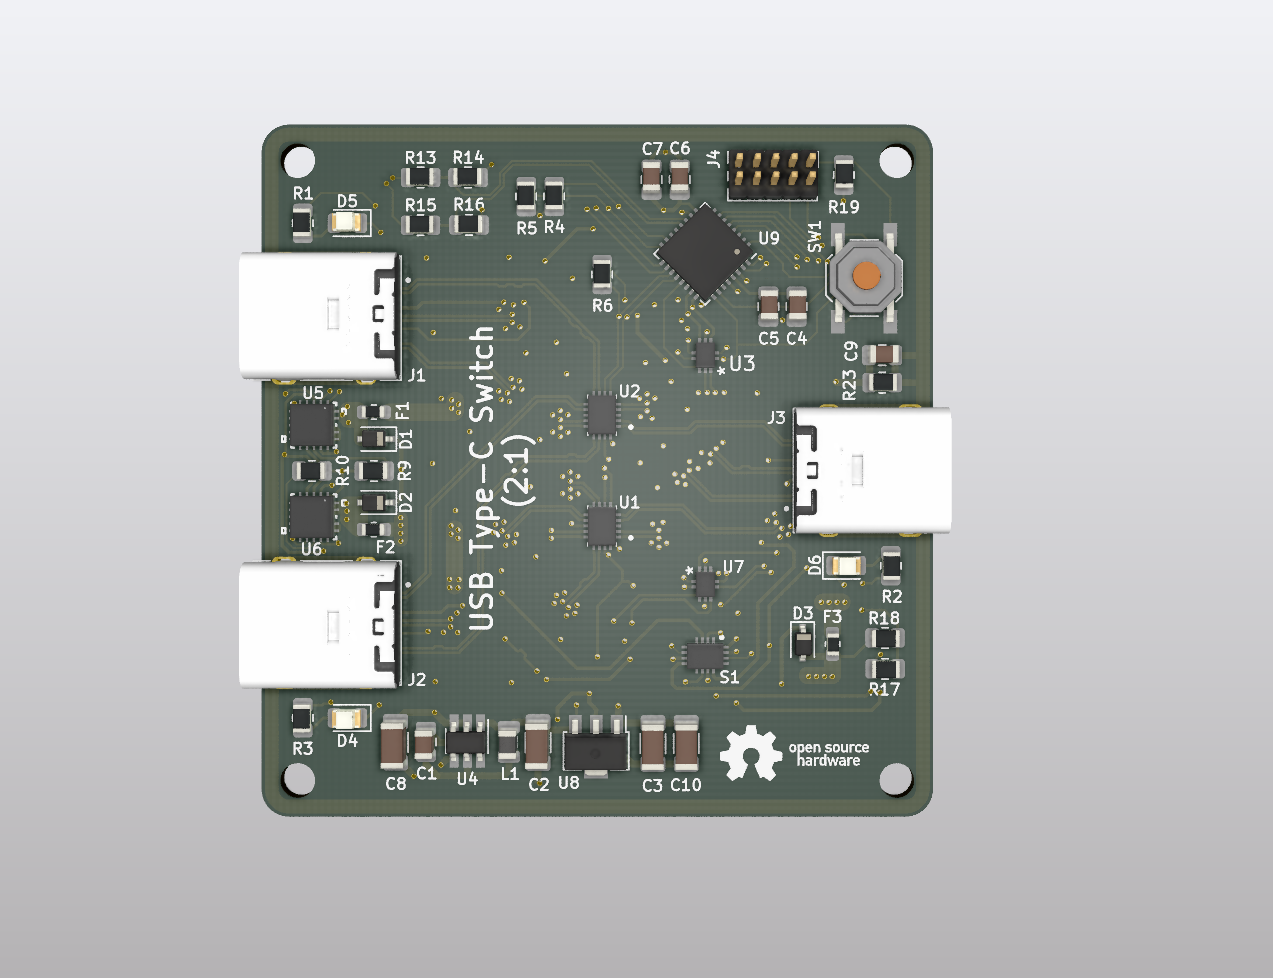 C7 C6
R13 R14
J4
R1
D5
R15 R16
R5 R4
R19
SW1
U9
R6
C5 C4
U3
C9
R23
J1
U5
F1
U2
D1
J3
USB Type-C Switch
(2:1)
R10
R9
D2
U1
U6
F2
U7
D6
R2
D3 F3
R18
J2
S1
R17
R3
D4
C8
C1
U4
L1
C2
U8
C3 C10
open source
hardware